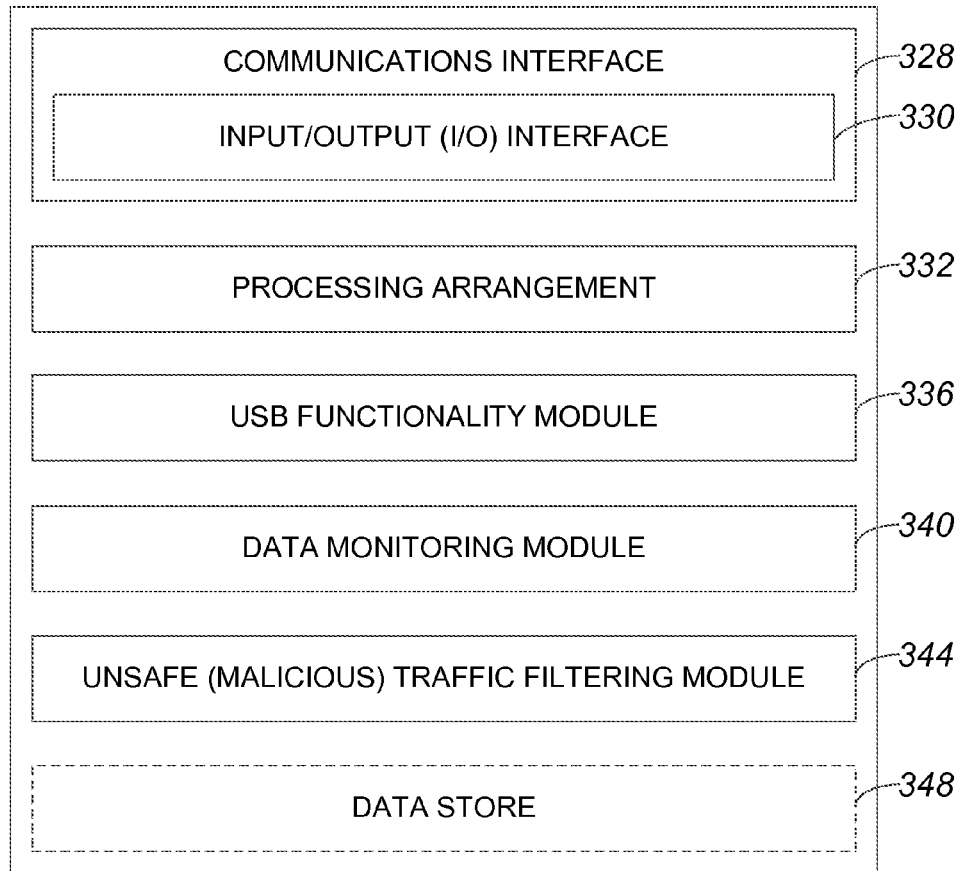 COMMUNICATIONS INTERFACE
328
INPUT/OUTPUT (I/O) INTERFACE
330
PROCESSING ARRANGEMENT
332
USB FUNCTIONALITY MODULE
336
DATA MONITORING MODULE
340
UNSAFE (MALICIOUS) TRAFFIC FILTERING MODULE
344
DATA STORE
348